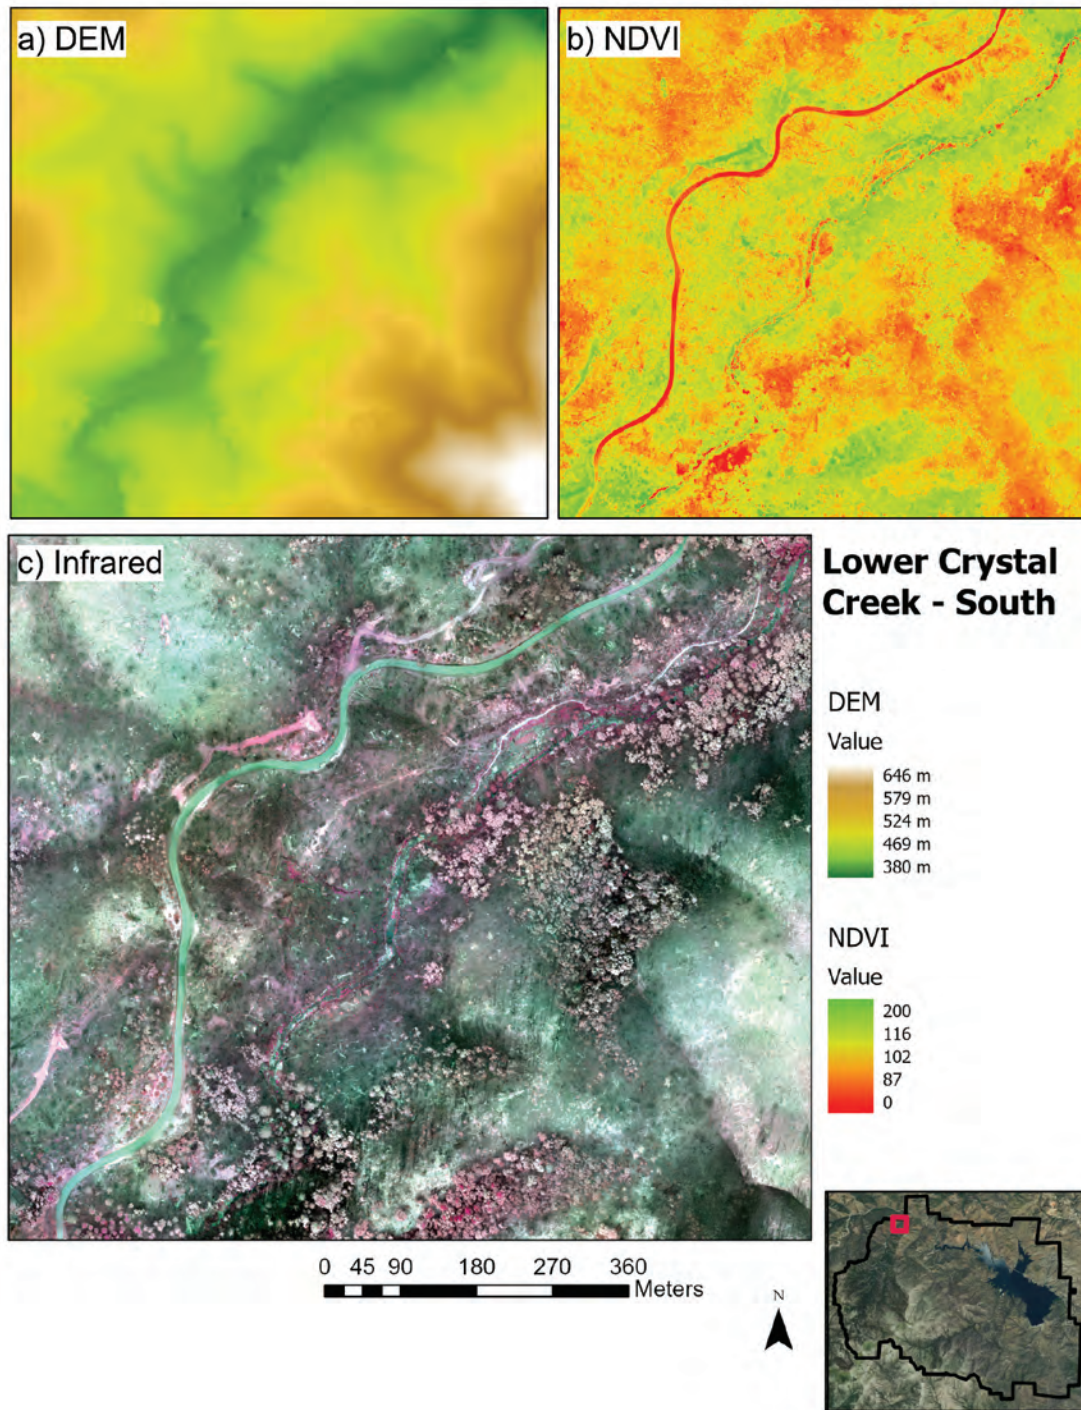 a) DEM
b) NDVI
c) Infrared
Lower Crystal
Creek - South
DEM
Value
646 m
579 m
524 m
469 m
380 m
NDVI
Value
200
116
102
87
0
0 45 90 180 270 360
Meters
N